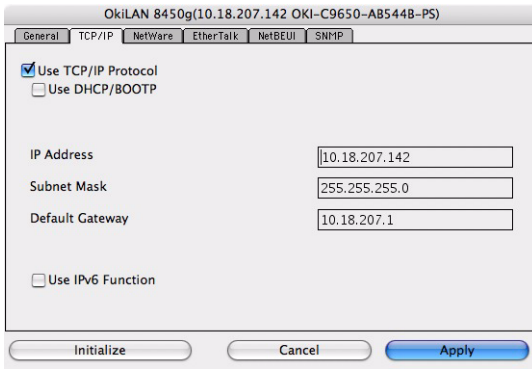 OkiLAN 8450g(10.18.207.142 OKI-C9650-AB544B-PS)
General TCP/IP NetWare EtherTalk NetBEUI SNMP
Use TCP/IP Protocol
Use DHCP/BOOTP
IP Address 10.18.207.142
Subnet Mask 255.255.255.0
Default Gateway 10.18.207.1
Use IPv6 Function
Initialize Cancel Apply